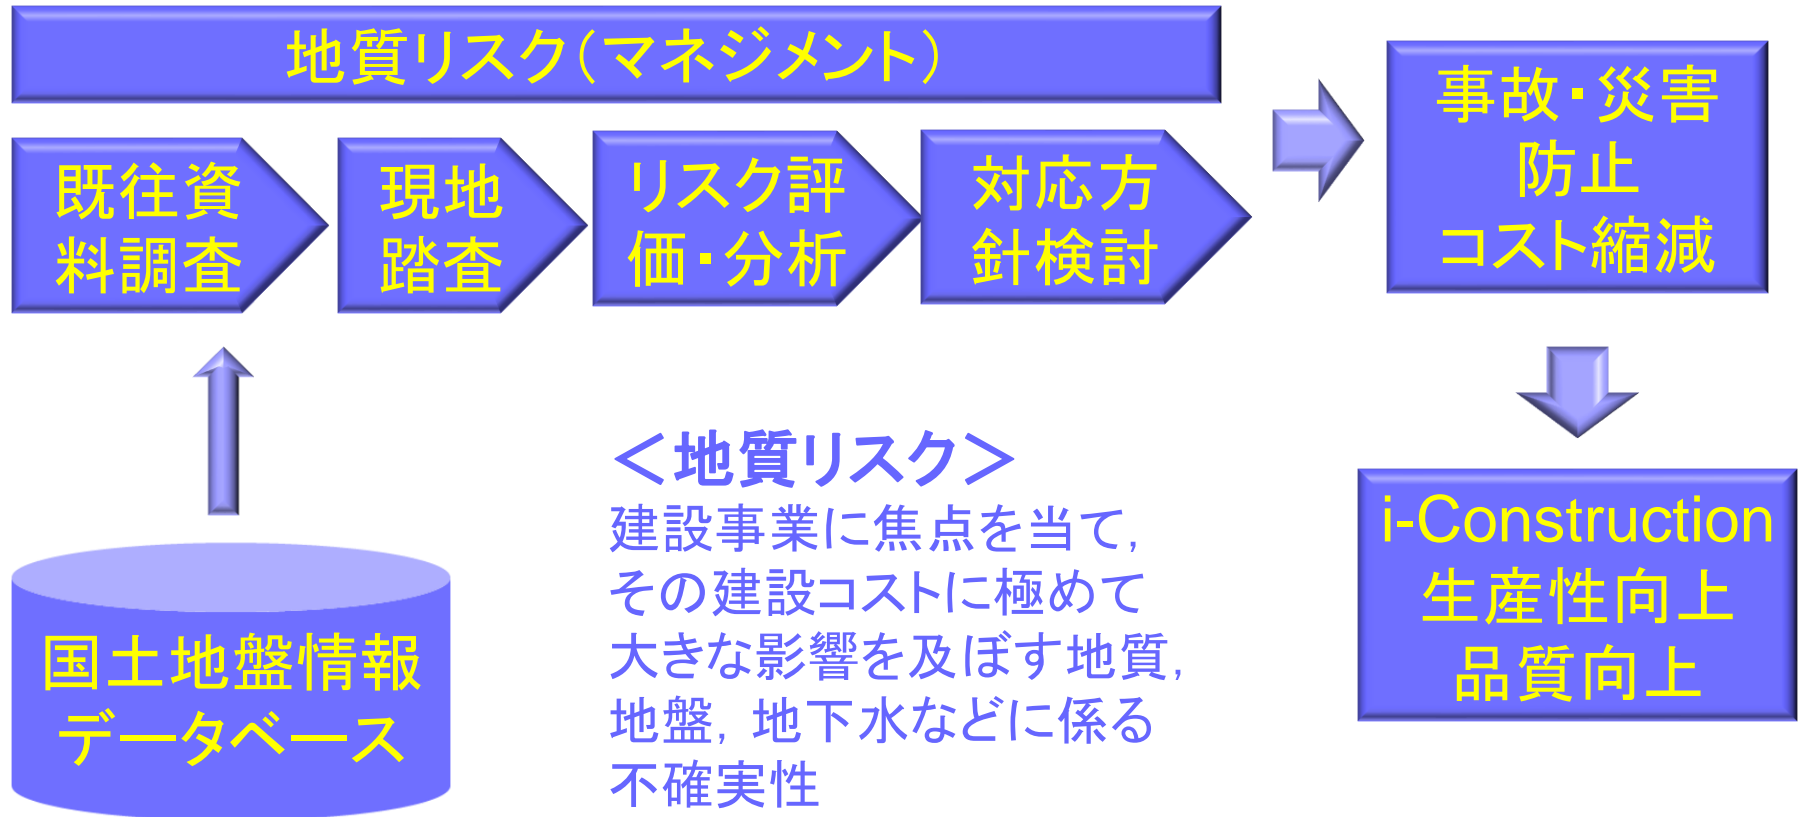 地質リスク（マネジメント）
既往資
料調査
現地
踏査
リスク評
価・分析
対応方
針検討
事故・災害
防止
コスト縮減
＜地質リスク＞
建設事業に焦点を当て，
その建設コストに極めて
大きな影響を及ぼす地質，
地盤，地下水などに係る
不確実性
国土地盤情報
データベース
i-Construction
生産性向上
品質向上